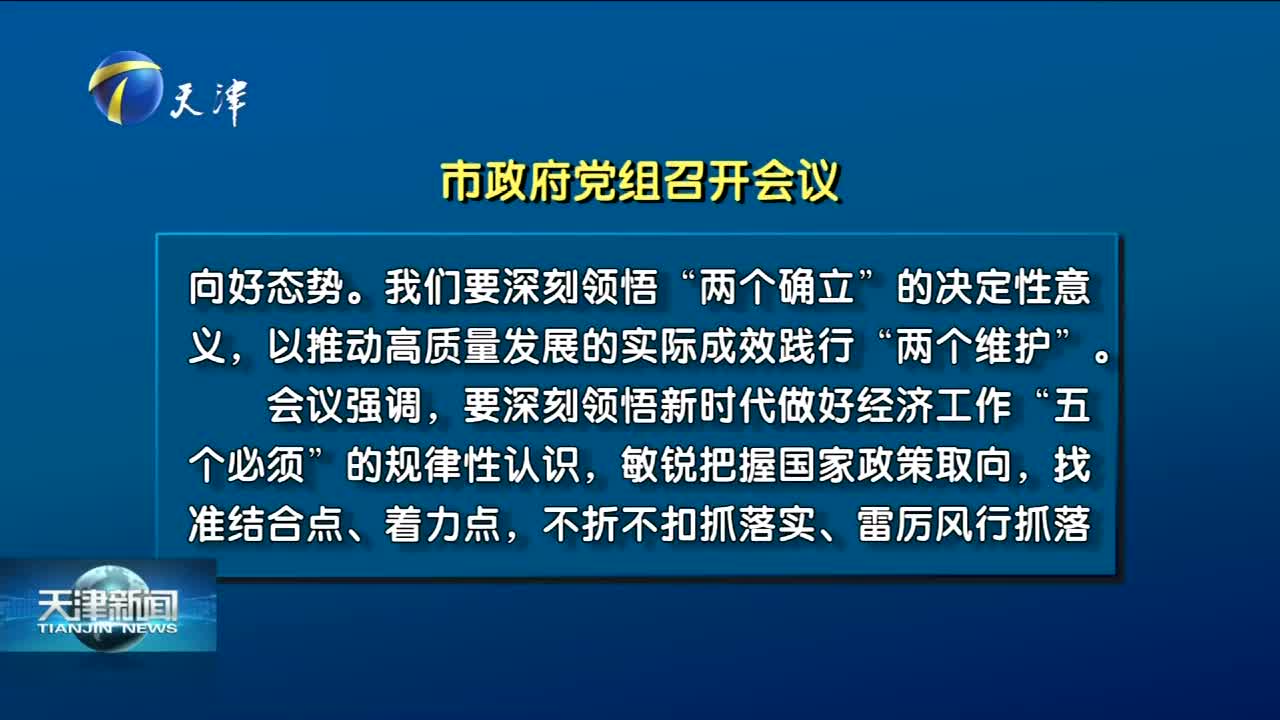 天津
市政府党组召开会议
向好态势。我们要深刻领悟“两个确立”的决定性意
义，以推动高质量发展的实际成效践行“两个维护”。
会议强调，要深刻领悟新时代做好经济工作“五
个必须”的规律性认识，敏锐把握国家政策取向，找
准结合点、着力点，不折不扣抓落实、雷厉风行抓落
天津新闻
TIANJIN NEWS